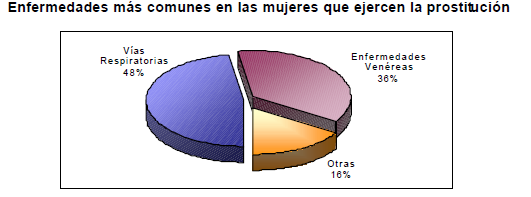 Enfermedades más comunes en las mujeres que ejercen la prostitución
Vías
Respiratorias
48%
Enfermedades
Venéreas
36%
Otras
16%